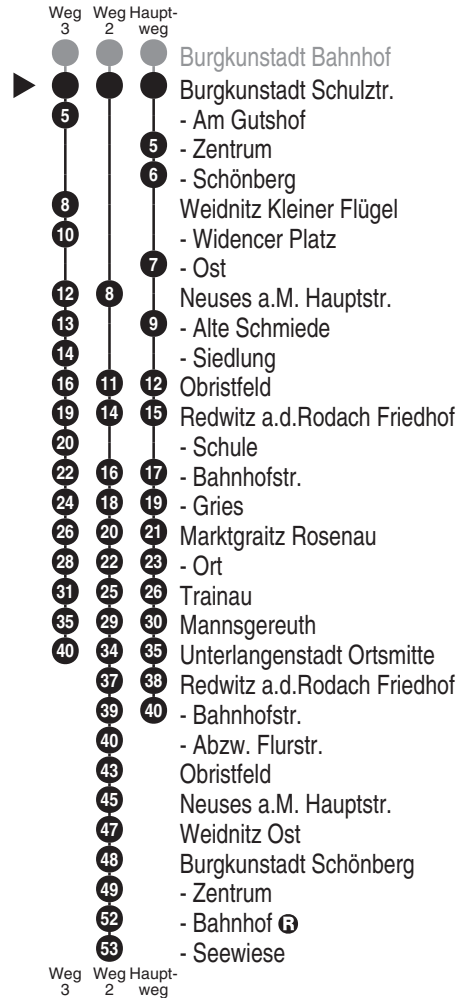 Weg Weg Haupt-
3 2 weg
Burgkunstadt Bahnhof
Burgkunstadt Schulztr.
5 - Am Gutshof
5 - Zentrum
6 - Schönberg
8 Weidnitz Kleiner Flügel
10 - Widencer Platz
7 - Ost
12 8 Neuses a.M. Hauptstr.
13 9 - Alte Schmiede
14 - Siedlung
16 11 12 Obristfeld
19 14 15 Redwitz a.d.Rodach Friedhof
20 - Schule
22 16 17 - Bahnhofstr.
24 18 19 - Gries
26 20 21 Marktgraitz Rosenau
28 22 23 - Ort
31 25 26 Trainau
35 29 30 Mannsgereuth
40 34 35 Unterlangenstadt Ortsmitte
37 38 Redwitz a.d.Rodach Friedhof
39 40 - Bahnhofstr.
40 - Abzw. Flurstr.
43 Obristfeld
45 Neuses a.M. Hauptstr.
47 Weidnitz Ost
48 Burgkunstadt Schönberg
49 - Zentrum
52 - Bahnhof R
53 - Seewiese
Weg Weg Haupt-
3 2 weg